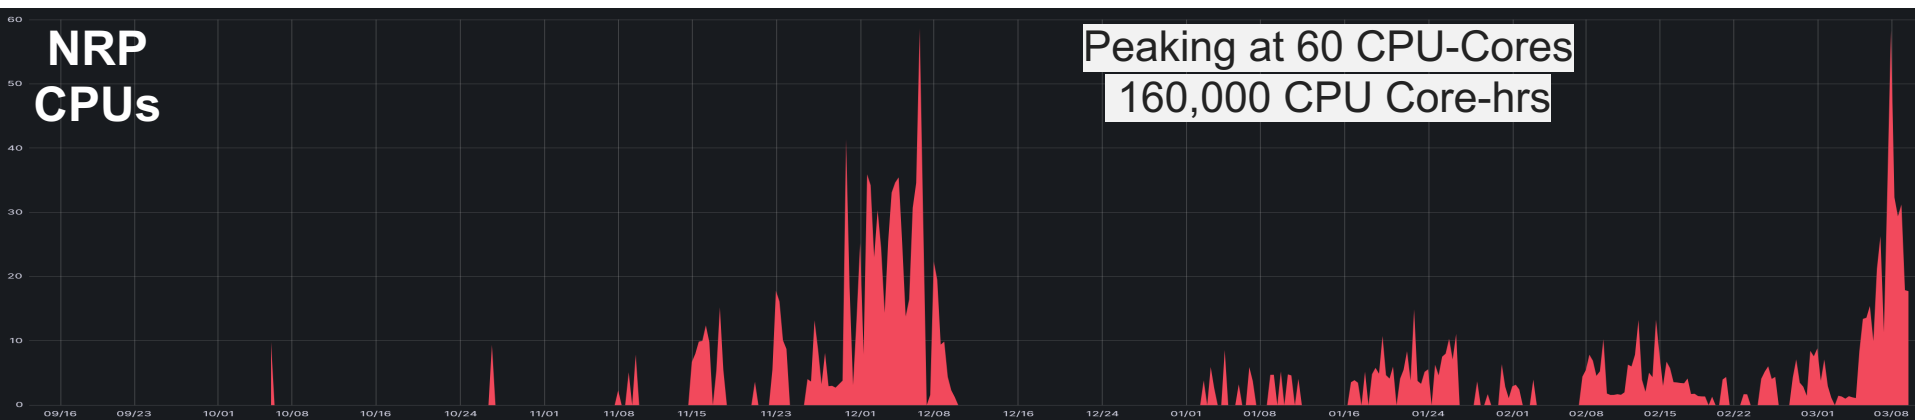 60
NRP
CPUs
Peaking at 60 CPU-Cores
160,000 CPU Core-hrs
50
40
30
20
10
0
09/16 09/23 10/01 10/08 10/16 10/24 11/01 11/08 11/15 11/23 12/01 12/08 12/16 12/24 01/01 01/08 01/16 01/24 02/01 02/08 02/15 02/22 03/01 03/08